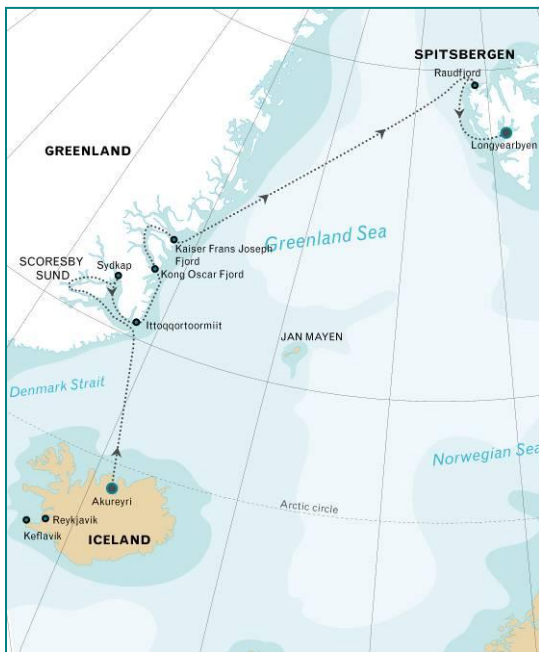 SPITSBERGEN
Raudfjord
Longyearbyen
GREENLAND
Greenland Sea
Kaiser Frans Joseph
Fjord
SCORESBY
SUND
Sydkap
Kong Oscar Fjord
Ittoqqortoormiit
JAN MAYEN
Denmark Strait
Norwegian Sea
Arctic circle
Akureyri
Reykjavik
Keflavik
ICELAND